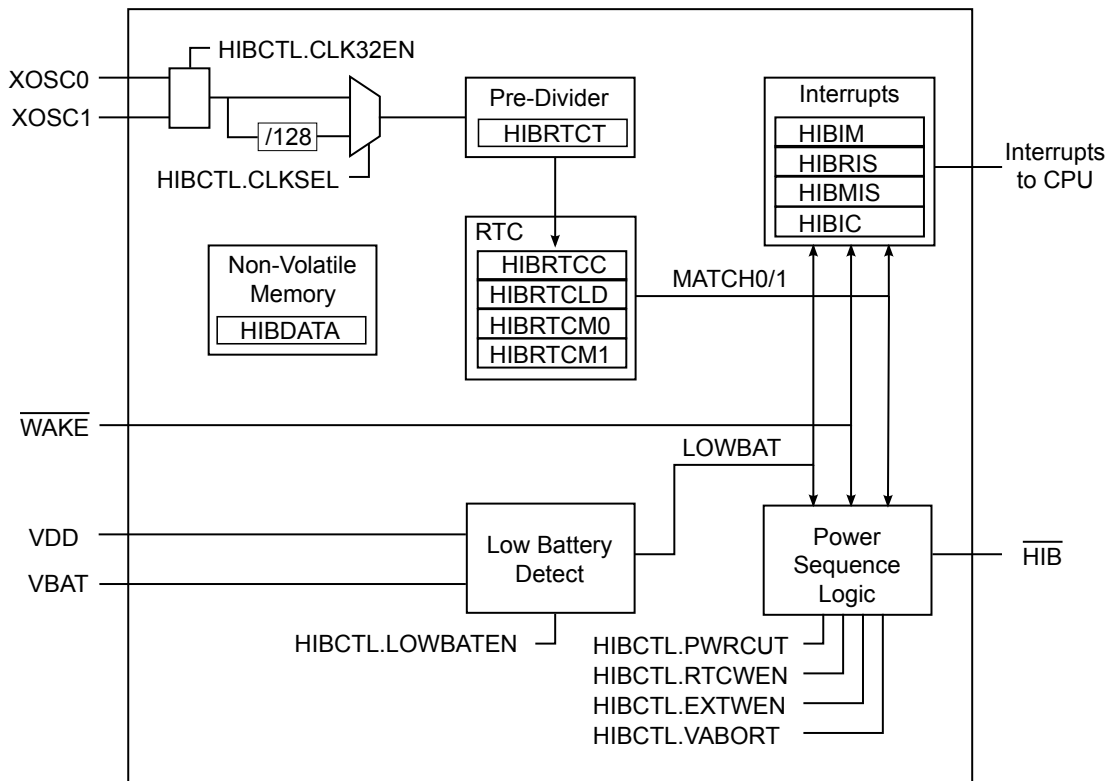 HIBCTL.CLK32EN
XOSC0
XOSC1
/128
HIBCTL.CLKSEL
Pre-Divider
HIBRTCT
Interrupts
HIBIM
HIBRIS
HIBMIS
HIBIC
Interrupts
to CPU
RTC
HIBRTCC
HIBRTCLD
HIBRTCM0
HIBRTCM1
MATCH0/1
Non-Volatile
Memory
HIBDATA
WAKE
LOWBAT
VDD
VBAT
Low Battery
Detect
HIBCTL.LOWBATEN
Power
Sequence
Logic
HIB
HIBCTL.PWRCUT
HIBCTL.RTCWEN
HIBCTL.EXTWEN
HIBCTL.VABORT